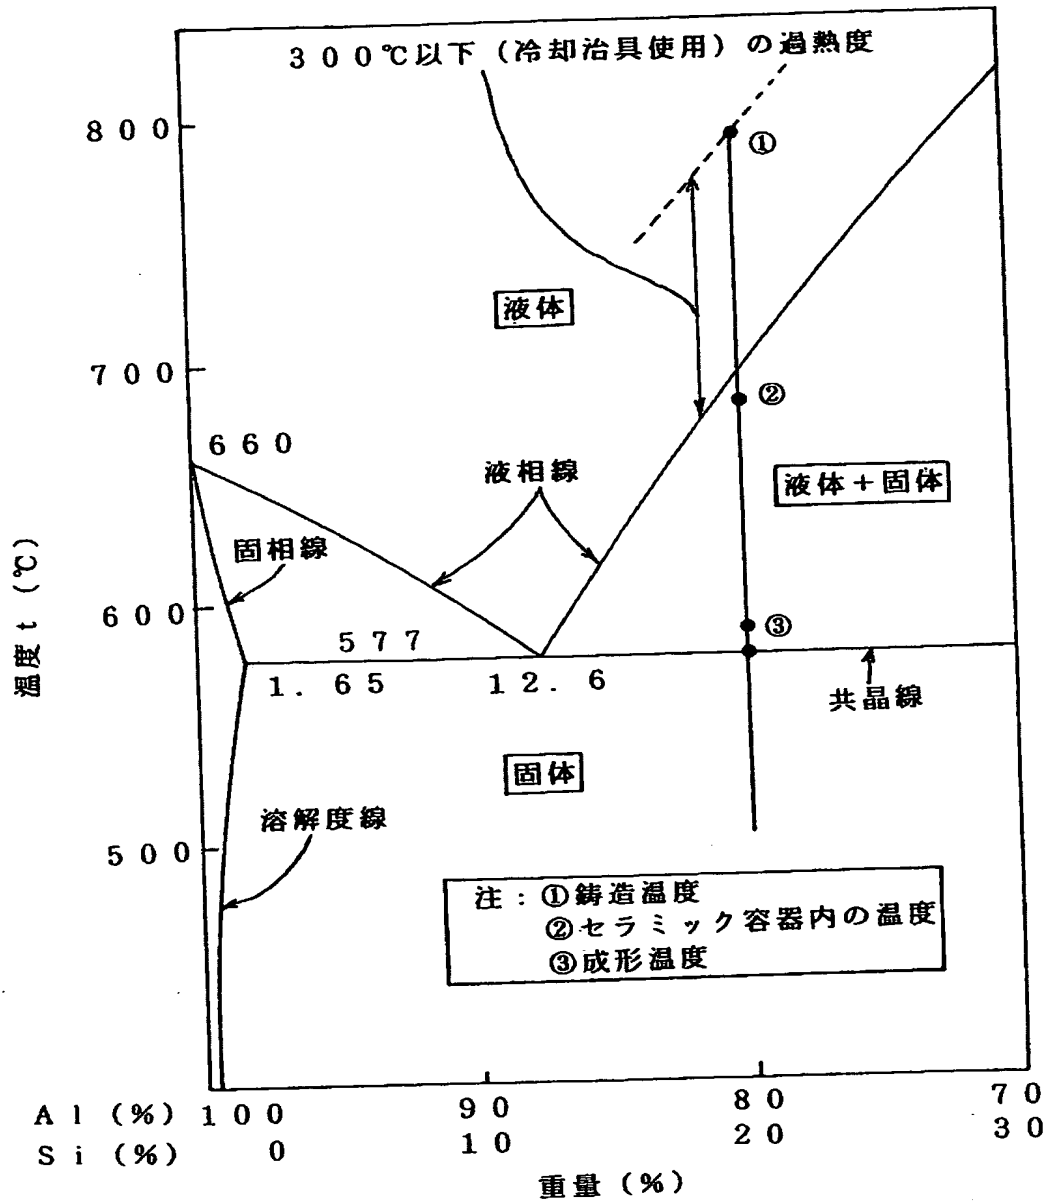 300℃以下（冷却治具使用）の過熱度
800
①
液体
700
②
660
液相線
液体＋固体
固相線
温度t（℃）
600
③
577
1.65
12.6
共晶線
固体
溶解度線
500
注：①鋳造温度
②セラミック容器内の温度
③成形温度
Al（％） 100 90 80 70
Si（％） 0 10 20 30
重量（％）